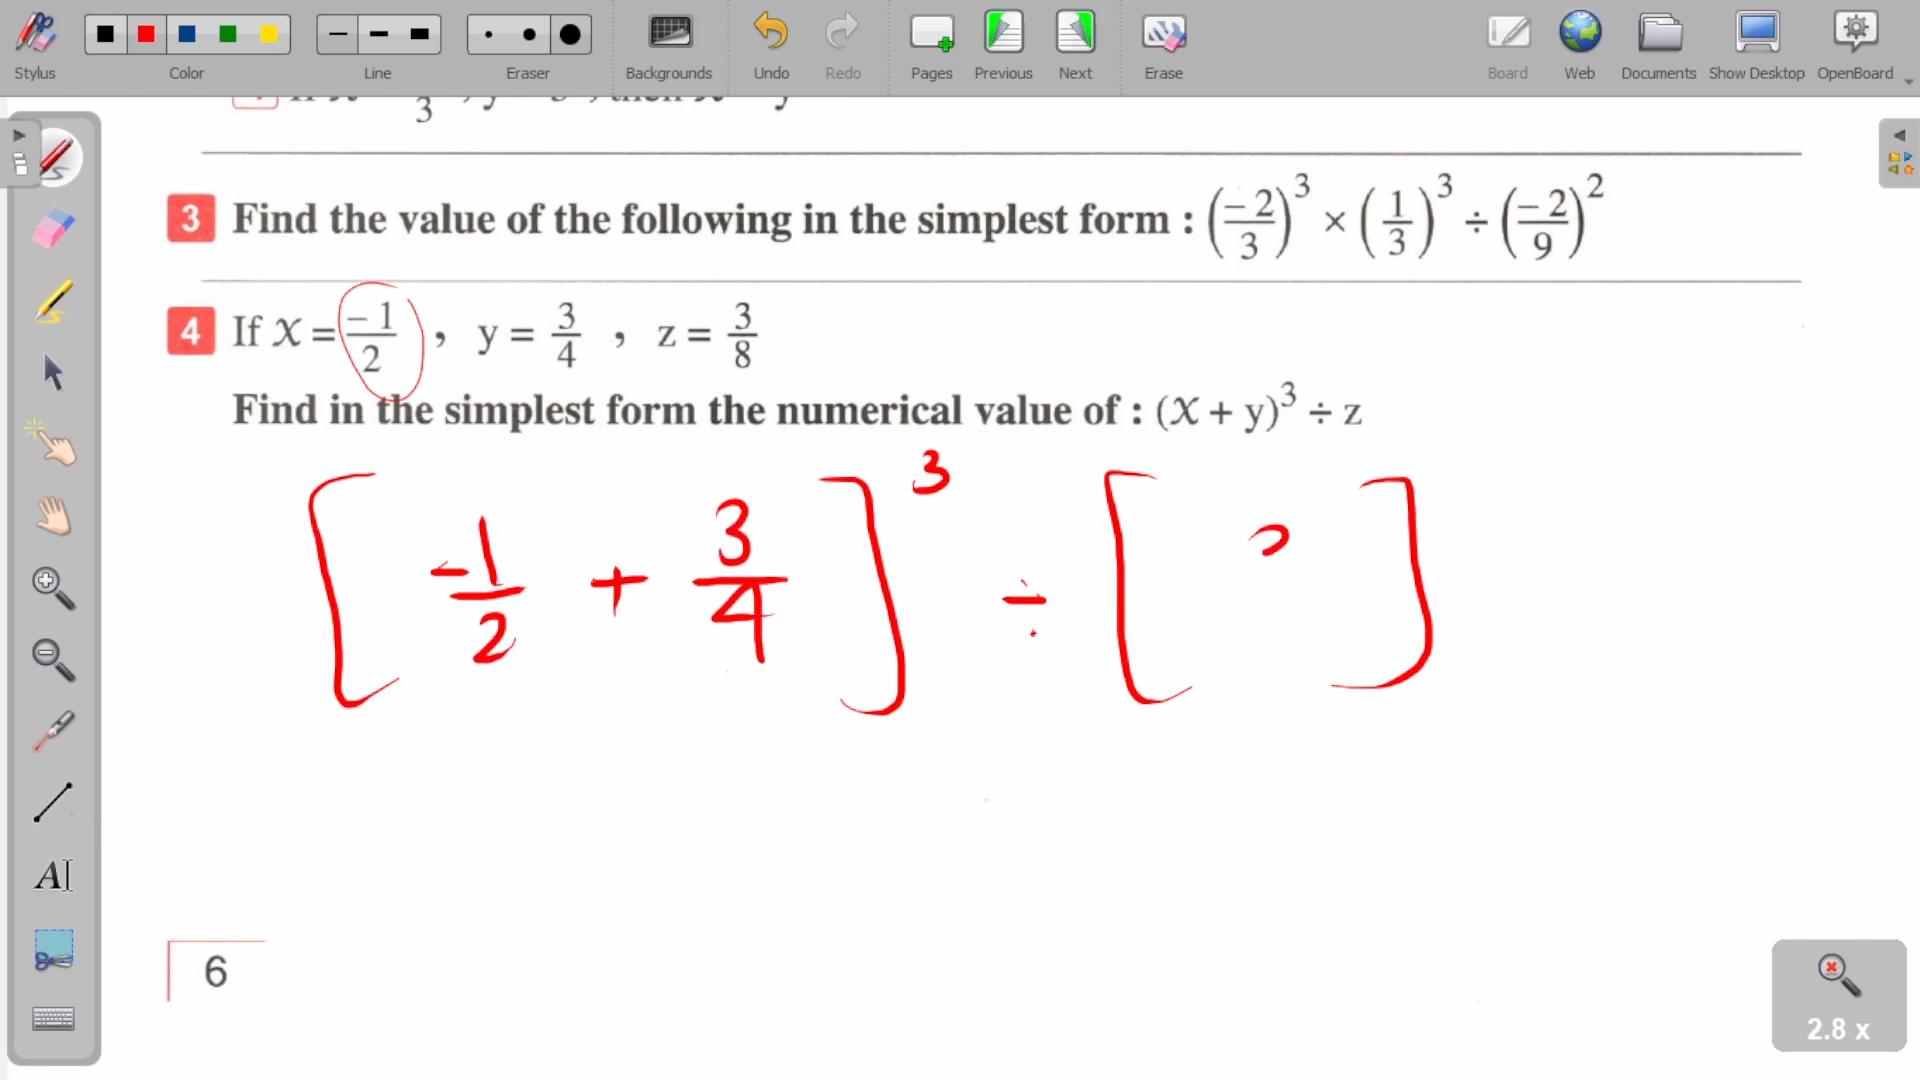 Stylus Color Line Eraser Backgrounds Undo Redo Pages Previous Next Erase Board Web Documents Show Desktop OpenBoard
3
3 Find the value of the following in the simplest form : (-2/3)^3 × (1/3)^3 ÷ (-2/9)^2
4 If x = -1/2 , y = 3/4 , z = 3/8
Find in the simplest form the numerical value of : (x + y)^3 ÷ z
[ -1/2 + 3/4 ]^3 ÷ [ ]
A
6
2.8 x